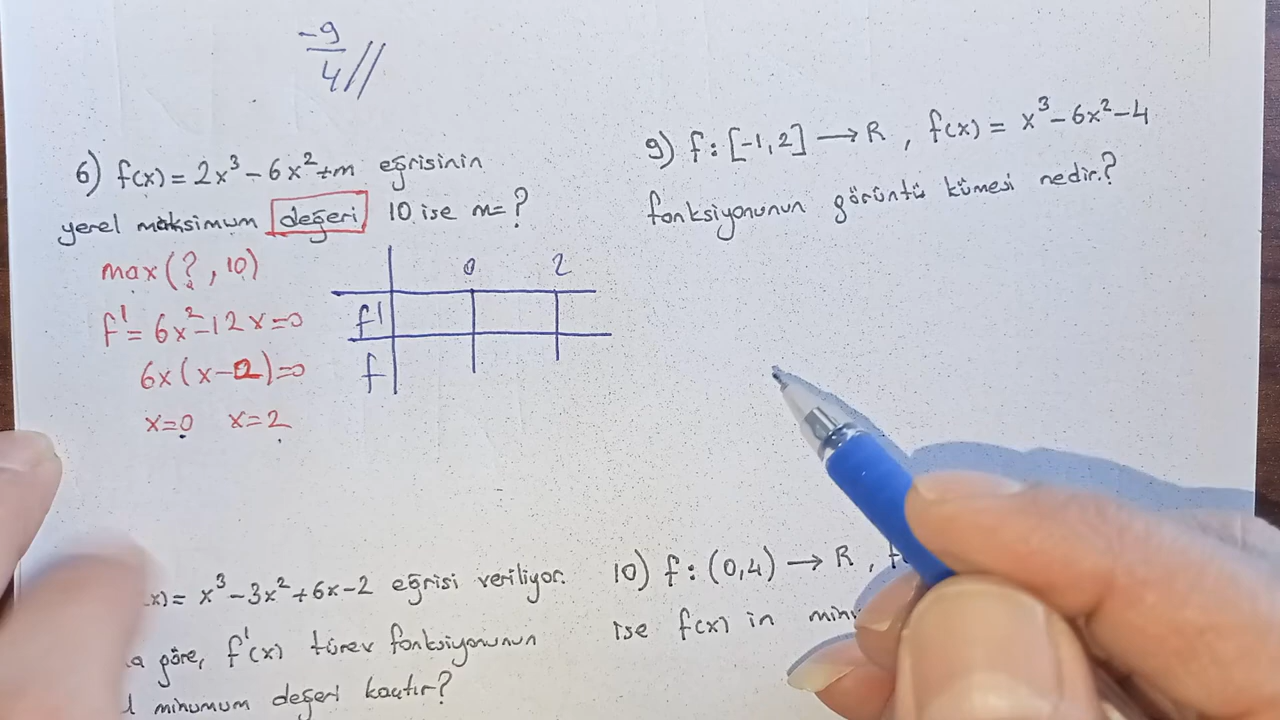 -9
4 //
6) f(x) = 2x³ - 6x² + m eğrisinin
yerel maksimum değeri 10 ise m = ?
max (?, 10)
f' = 6x² - 12x = 0
6x (x - 2) = 0
x=0 x=2
0 2
f'
f
x) = x³ - 3x² + 6x - 2 eğrisi veriliyor.
göre, f'(x) türev fonksiyonunun
minumum değeri kaçtır?
9) f : [-1, 2] → R , f(x) = x³ - 6x² - 4
fonksiyonunun görüntü kümesi nedir?
10) f : (0,4) → R ,
ise f(x) in